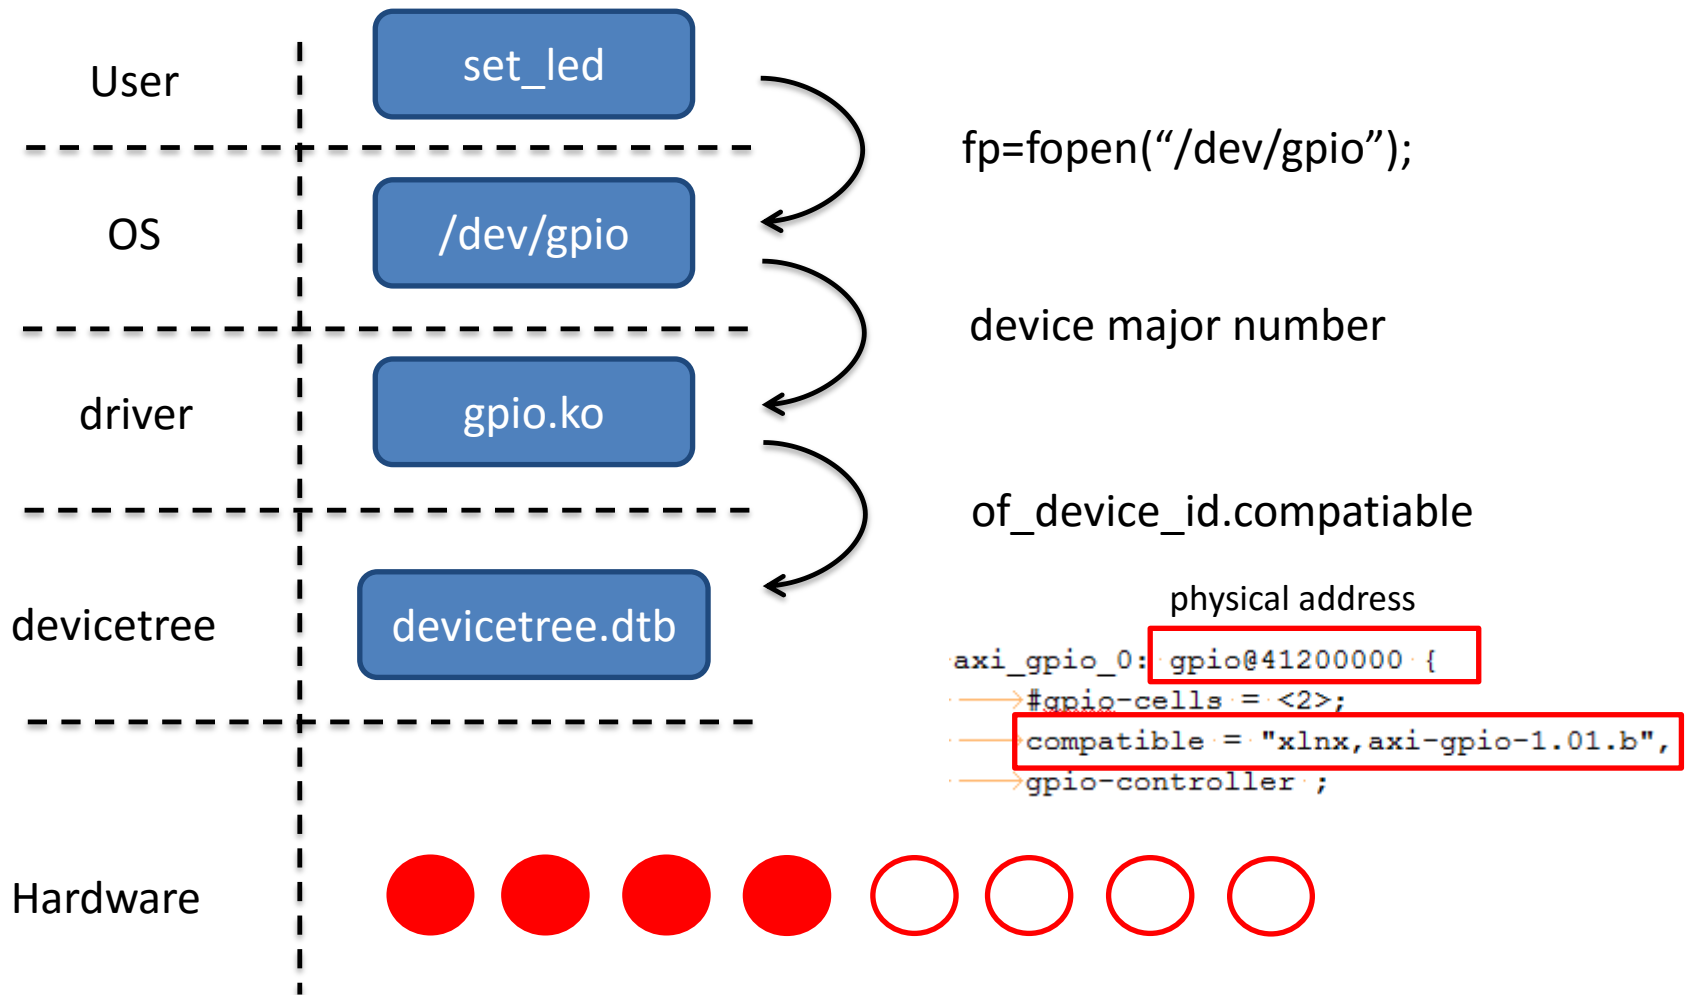 User
set_led
fp=fopen(“/dev/gpio”);
OS
/dev/gpio
device major number
driver
gpio.ko
of_device_id.compatiable
devicetree
devicetree.dtb
physical address
axi_gpio_0: gpio@41200000 {
#gpio-cells = <2>;
compatible = "xlnx,axi-gpio-1.01.b",
gpio-controller ;
Hardware